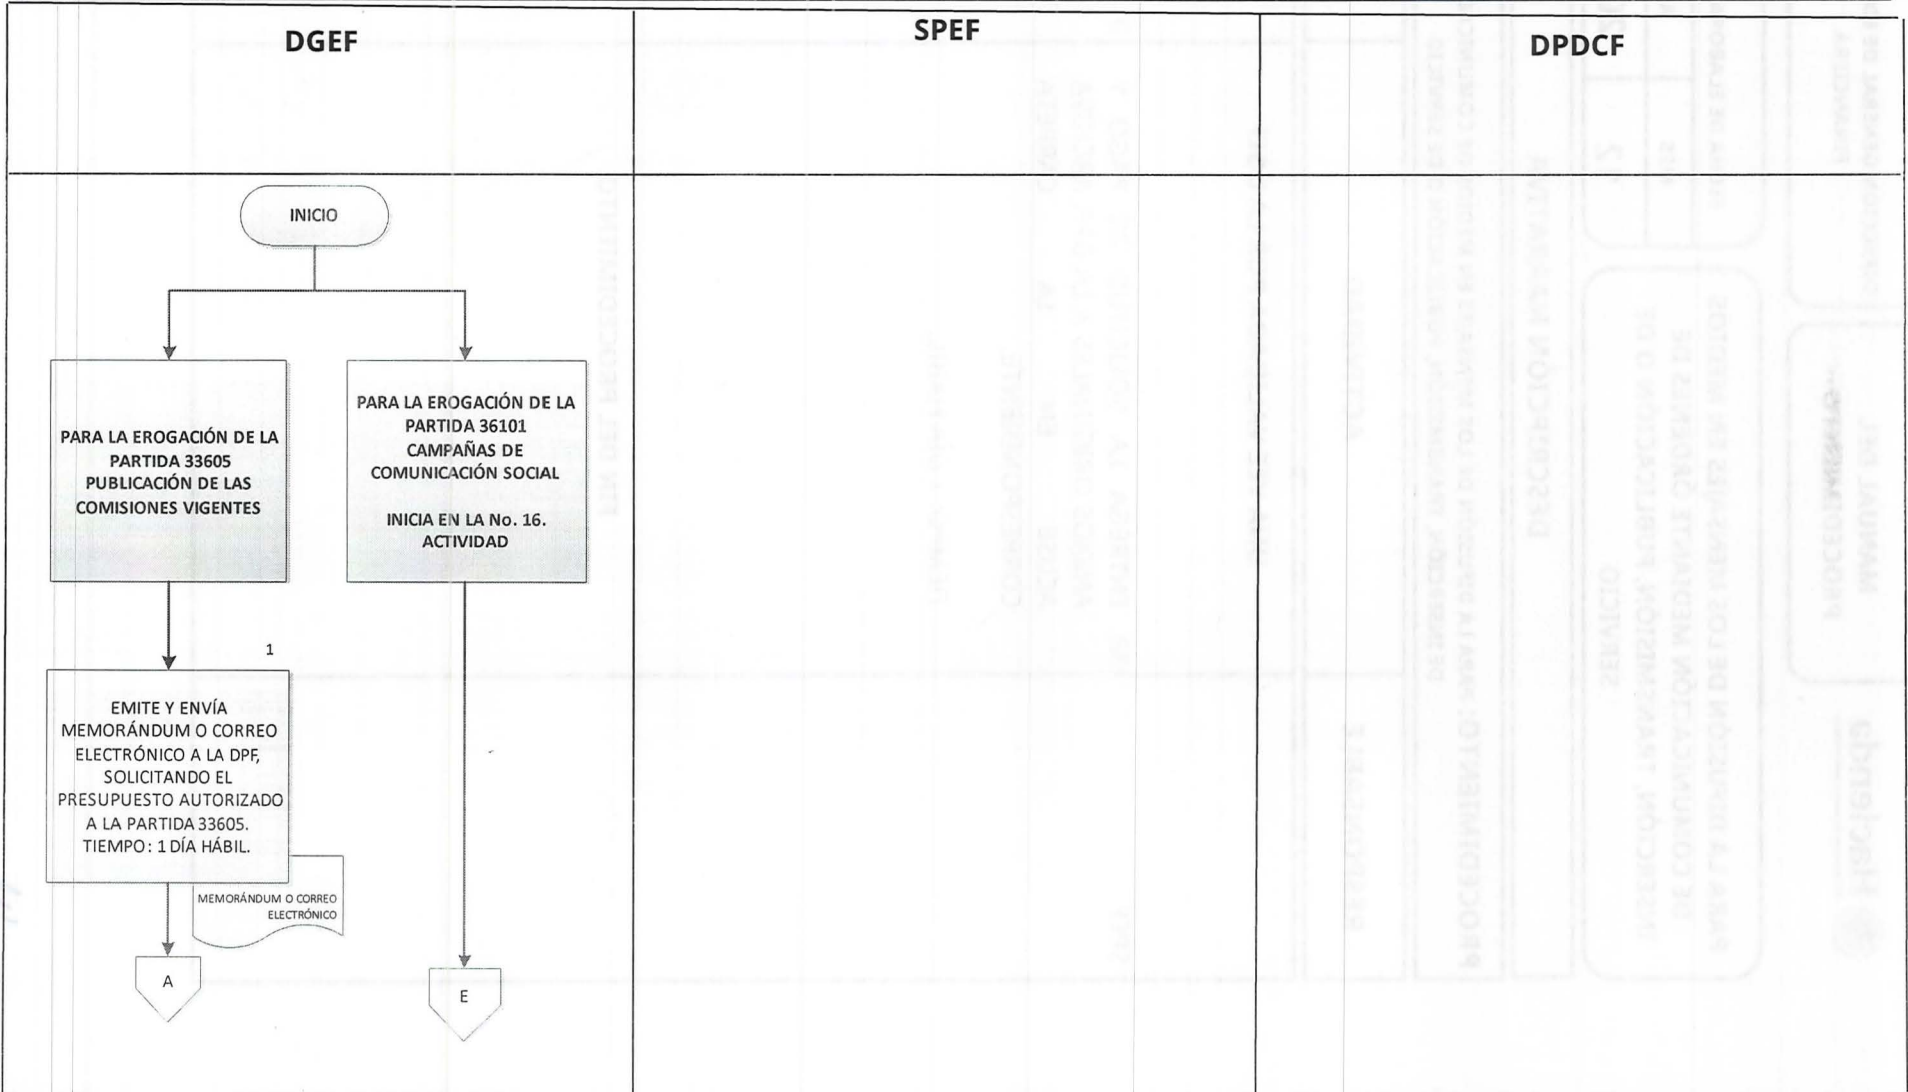 DGEF
SPEF
DPDCF
INICIO
PARA LA EROGACIÓN DE LA
PARTIDA 33605
PUBLICACIÓN DE LAS
COMISIONES VIGENTES
PARA LA EROGACIÓN DE LA
PARTIDA 36101
CAMPAÑAS DE
COMUNICACIÓN SOCIAL
INICIA EN LA No. 16.
ACTIVIDAD
1
EMITE Y ENVÍA
MEMORÁNDUM O CORREO
ELECTRÓNICO A LA DPF,
SOLICITANDO EL
PRESUPUESTO AUTORIZADO
A LA PARTIDA 33605.
TIEMPO: 1 DÍA HÁBIL.
MEMORÁNDUM O CORREO
ELECTRÓNICO
A
E